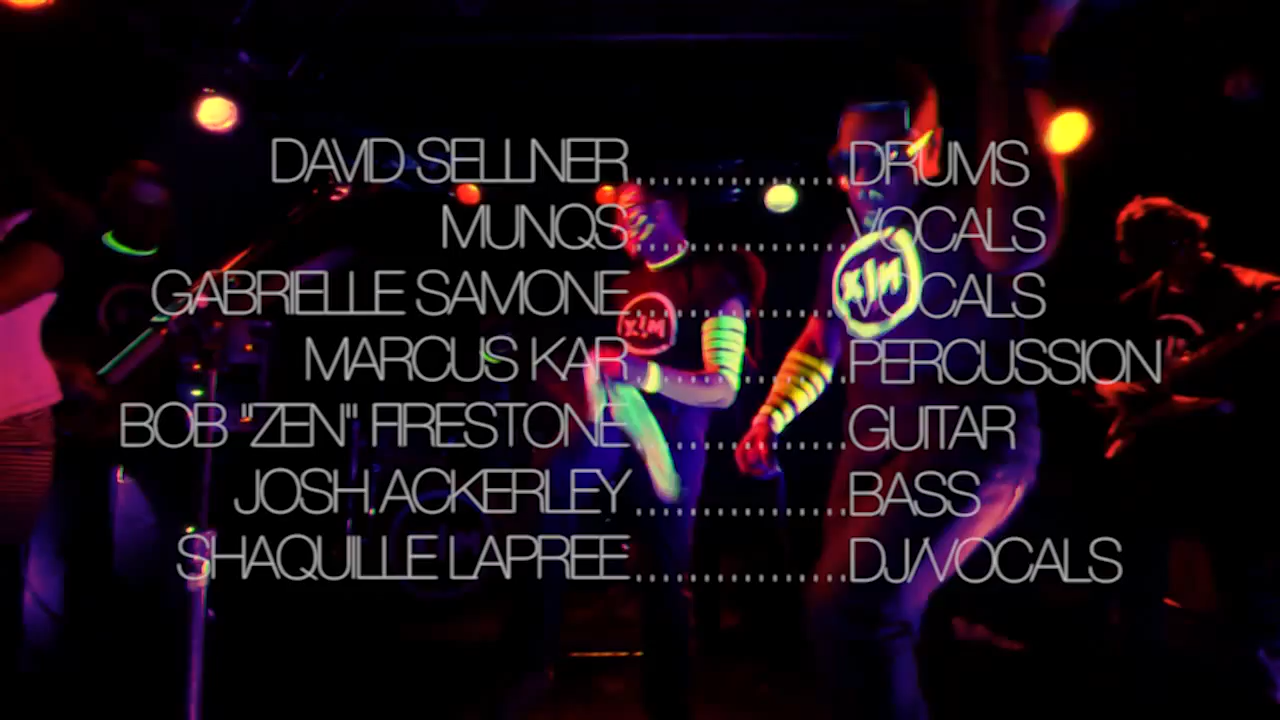 DAVID SELLNER................DRUMS
MUNQS................VOCALS
GABRIELLE SAMONE................VOCALS
MARCUS KAR................PERCUSSION
BOB "ZEN" FIRESTONE................GUITAR
JOSH ACKERLEY................BASS
SHAQUILLE LAPREE................DJ/VOCALS